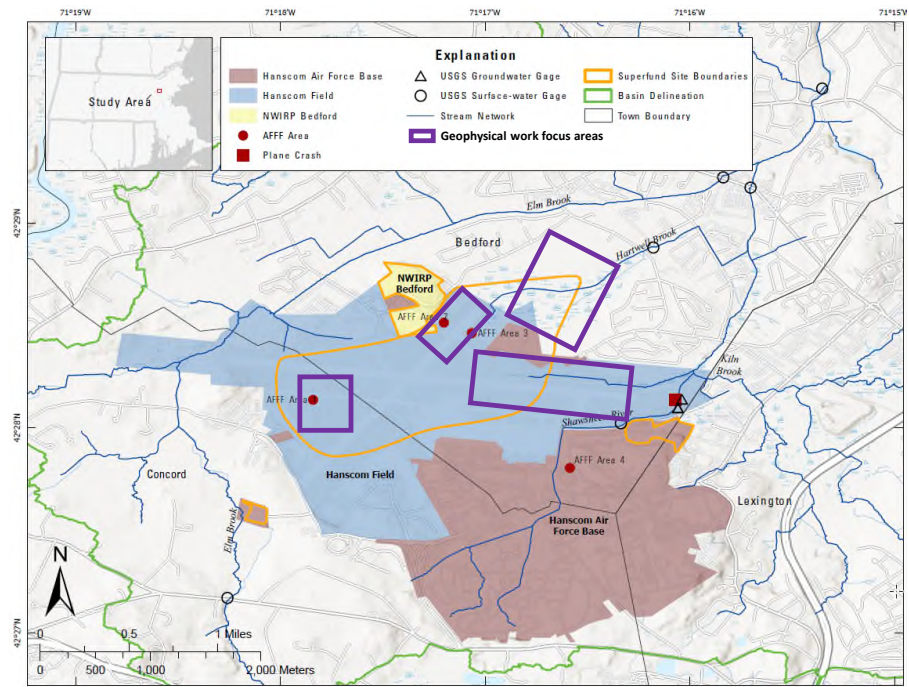 71°19'W
71°18'W
71°17'W
71°16'W
71°15'W
Study Area
Explanation
Hanscom Air Force Base
Hanscom Field
NWIRP Bedford
AFFF Area
Plane Crash
USGS Groundwater Gage
USGS Surface-water Gage
Stream Network
Geophysical work focus areas
Superfund Site Boundaries
Basin Delineation
Town Boundary
42°29'N
42°28'N
42°27'N
Elm Brook
Bedford
Hartwell Brook
NWIRP
Bedford
AFFF Area
AFFF Area 3
Kiln
Brook
AFFF Area
Shawsheen River
AFFF Area 4
Concord
Hanscom Field
Lexington
Hanscom Air
Force Base
Elm Brook
N
0 0.5 1 Miles
0 500 1,000 2,000 Meters